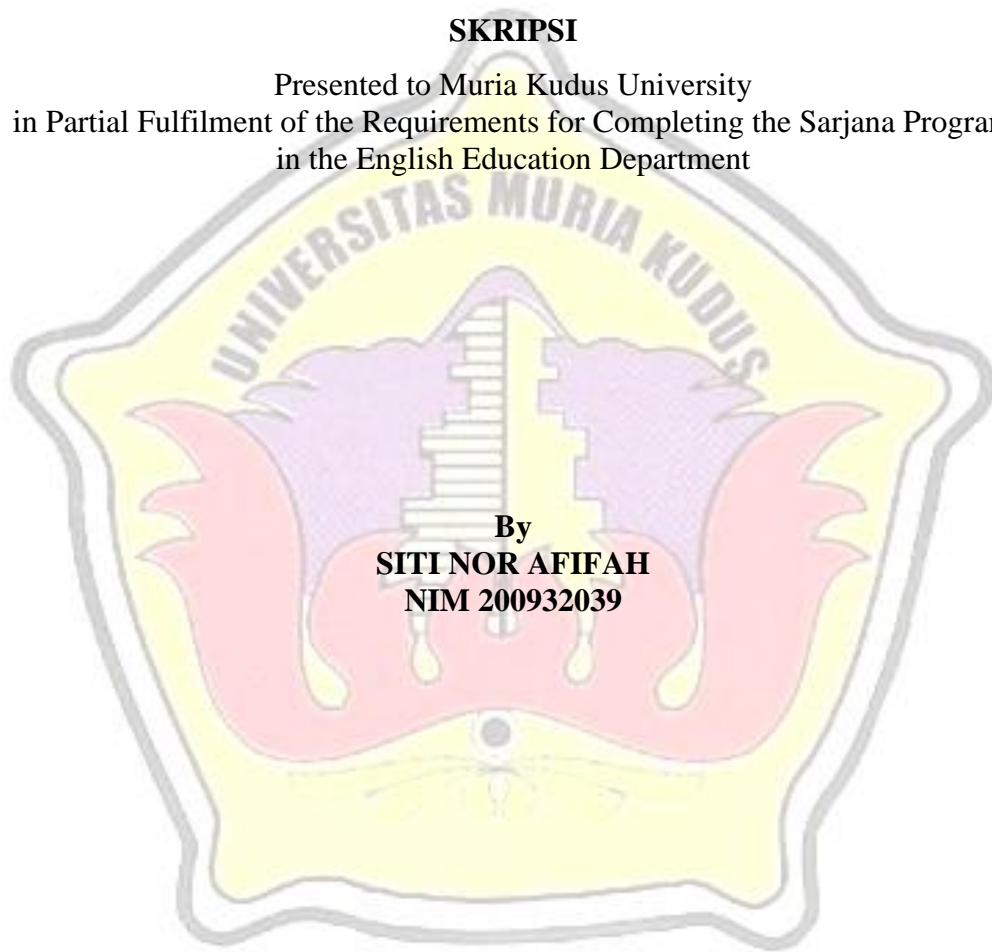 SKRIPSI
Presented to Muria Kudus University
in Partial Fulfilment of the Requirements for Completing the Sarjana Program
in the English Education Department
UNIVERSITAS MURIA KUDUS
By
SITI NOR AFIFAH
NIM 200932039